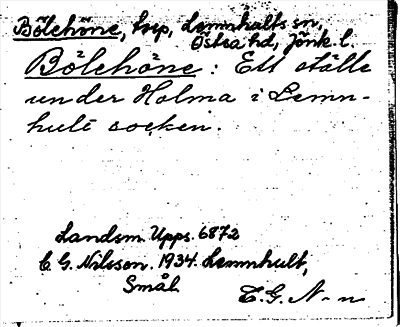 Bölehöne, torp, Lemnhults sn,
Östra hd, Jönk. l.
Bölehöne: Ett ställe
under Holma i Lemn-
hults socken.
Landsm. Upps. 6872
E. G. Nilsson. 1934. Lemnhult,
Smål.
E. G. N-n